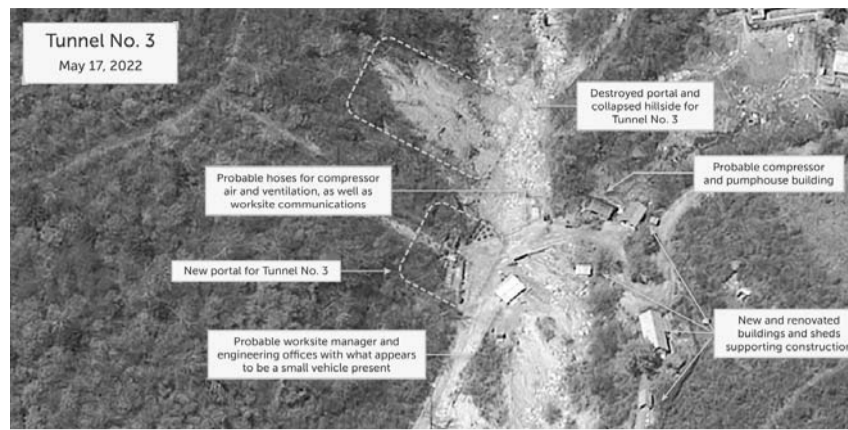 Tunnel No. 3
May 17, 2022
Destroyed portal and
collapsed hillside for
Tunnel No. 3
Probable compressor
and pumphouse building
Probable hoses for compressor
air and ventilation, as well as
worksite communications
New portal for Tunnel No. 3
New and renovated
buildings and sheds
supporting construction
Probable worksite manager and
engineering offices with what appears
to be a small vehicle present